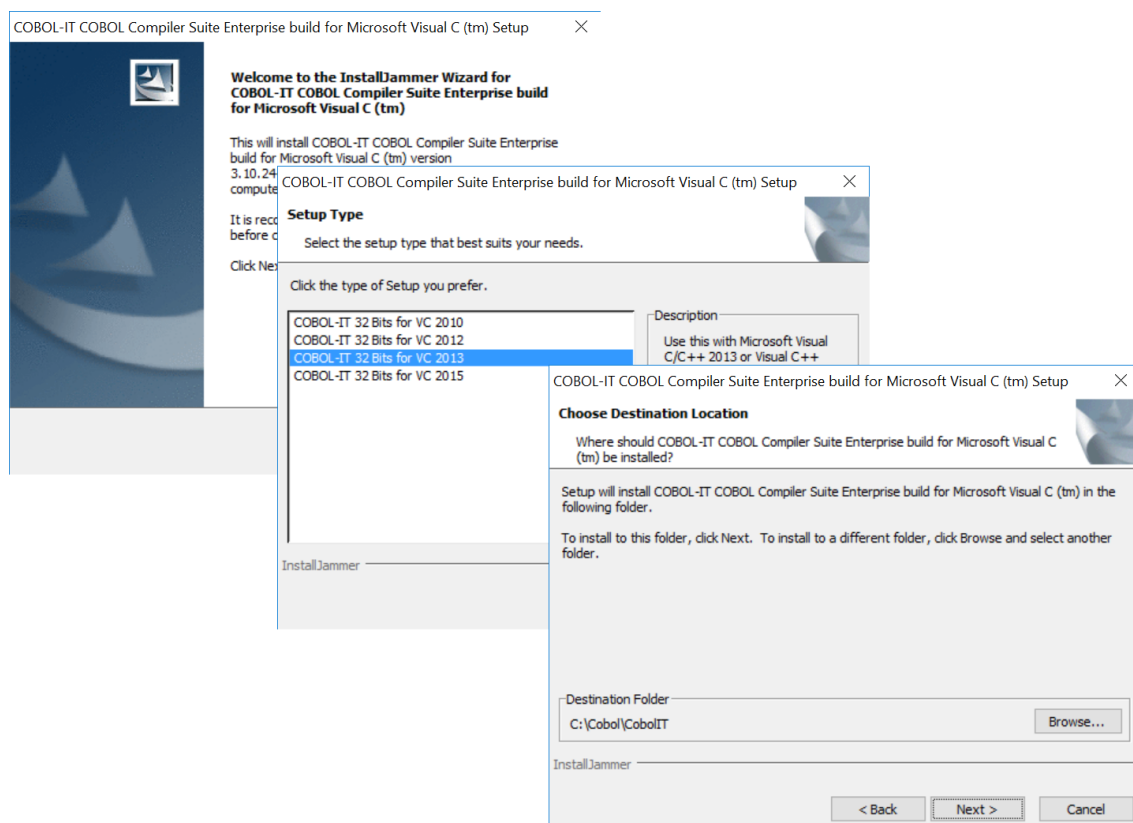 COBOL-IT COBOL Compiler Suite Enterprise build for Microsoft Visual C (tm) Setup
Welcome to the InstallJammer Wizard for
COBOL-IT COBOL Compiler Suite Enterprise build
for Microsoft Visual C (tm)
This will install COBOL-IT COBOL Compiler Suite Enterprise
build for Microsoft Visual C (tm) version
3.10.24
It is
before
Click
COBOL-IT COBOL Compiler Suite Enterprise build for Microsoft Visual C (tm) Setup
Setup Type
Select the setup type that best suits your needs.
Click the type of Setup you prefer.
COBOL-IT 32 Bits for VC 2010
COBOL-IT 32 Bits for VC 2012
COBOL-IT 32 Bits for VC 2013
COBOL-IT 32 Bits for VC 2015
Description
Use this with Microsoft Visual
C/C++ 2013 or Visual C++
InstallJammer
COBOL-IT COBOL Compiler Suite Enterprise build for Microsoft Visual C (tm) Setup
Choose Destination Location
Where should COBOL-IT COBOL Compiler Suite Enterprise build for Microsoft Visual C
(tm) be installed?
Setup will install COBOL-IT COBOL Compiler Suite Enterprise build for Microsoft Visual C (tm) in the
following folder.
To install to this folder, click Next. To install to a different folder, click Browse and select another
folder.
Destination Folder
C:\Cobol\CobolIT
Browse...
InstallJammer
< Back
Next >
Cancel